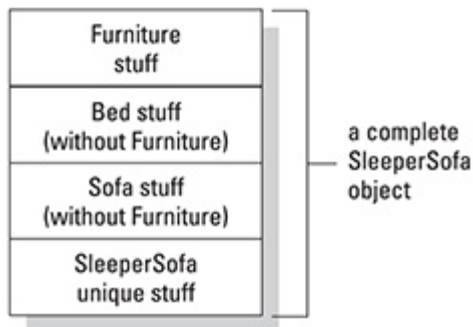 Furniture
stuff
Bed stuff
(without Furniture)
Sofa stuff
(without Furniture)
SleeperSofa
unique stuff
a complete
SleeperSofa
object